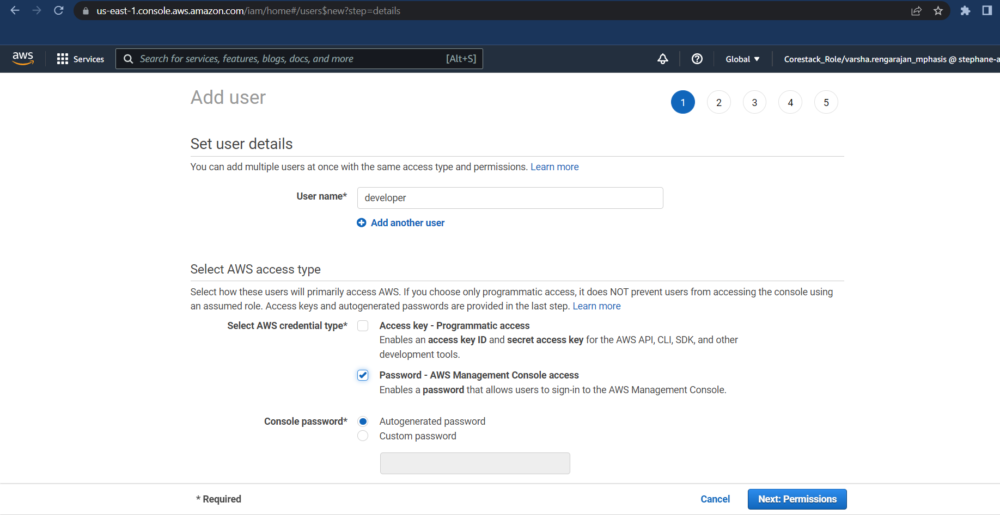 us-east-1.console.aws.amazon.com/iam/home#/users$new?step=details
aws
Services
Search for services, features, blogs, docs, and more
[Alt+S]
Global
Corestack_Role/varsha.rengarajan_mphasis @ stephane-a
Add user
1
2
3
4
5
Set user details
You can add multiple users at once with the same access type and permissions. Learn more
User name*
developer
Add another user
Select AWS access type
Select how these users will primarily access AWS. If you choose only programmatic access, it does NOT prevent users from accessing the console using
an assumed role. Access keys and autogenerated passwords are provided in the last step. Learn more
Select AWS credential type*
Access key - Programmatic access
Enables an access key ID and secret access key for the AWS API, CLI, SDK, and other
development tools.
Password - AWS Management Console access
Enables a password that allows users to sign-in to the AWS Management Console.
Console password*
Autogenerated password
Custom password
* Required
Cancel
Next: Permissions